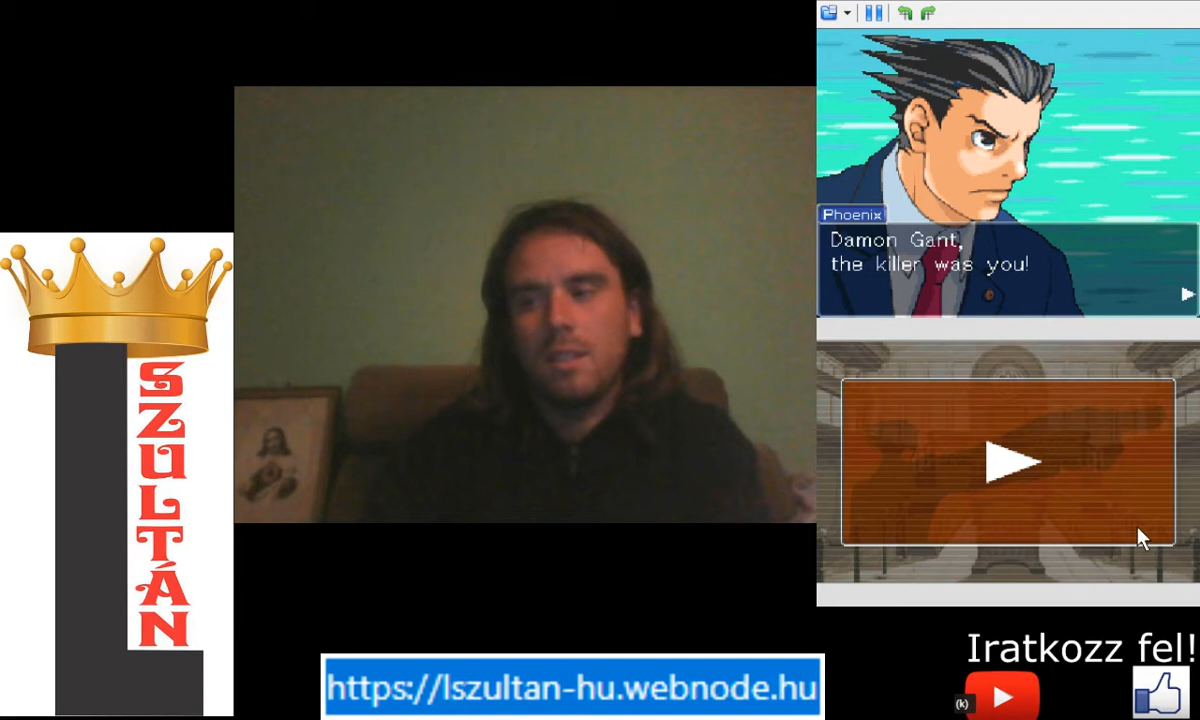 Phoenix
Damon Gant,
the killer was you!
L
SZULTÁN
https://lszultan-hu.webnode.hu
Iratkozz fel!
(k)